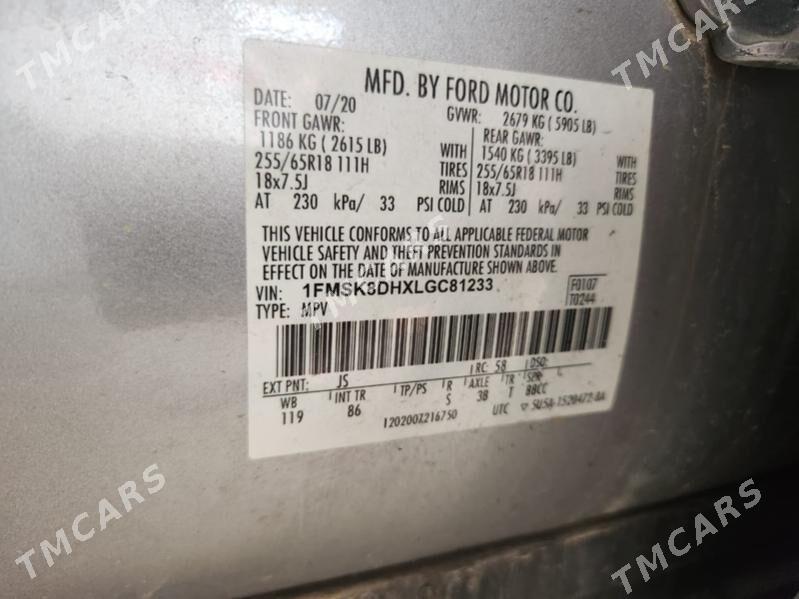 TMCARS
TMCARS
TMCARS
MFD. BY FORD MOTOR CO.
DATE: 07/20 GVWR: 2679 KG ( 5905 LB)
FRONT GAWR: REAR GAWR:
1186 KG ( 2615 LB) WITH 1540 KG ( 3395 LB) WITH
255/65R18 111H TIRES 255/65R18 111H TIRES
18x7.5J RIMS 18x7.5J RIMS
AT 230 kPa/ 33 PSI COLD AT 230 kPa/ 33 PSI COLD
THIS VEHICLE CONFORMS TO ALL APPLICABLE FEDERAL MOTOR
VEHICLE SAFETY AND THEFT PREVENTION STANDARDS IN
EFFECT ON THE DATE OF MANUFACTURE SHOWN ABOVE.
VIN: 1FMSK8DHXLGC81233 F0107
TYPE: MPV T0244
TMCARS
RC: 58 DSO:
EXT PNT: JS
WB INT TR TP/PS R AXLE TR SPR
119 86 S 38 T BBCC
UTC
TMCARS
TMCARS